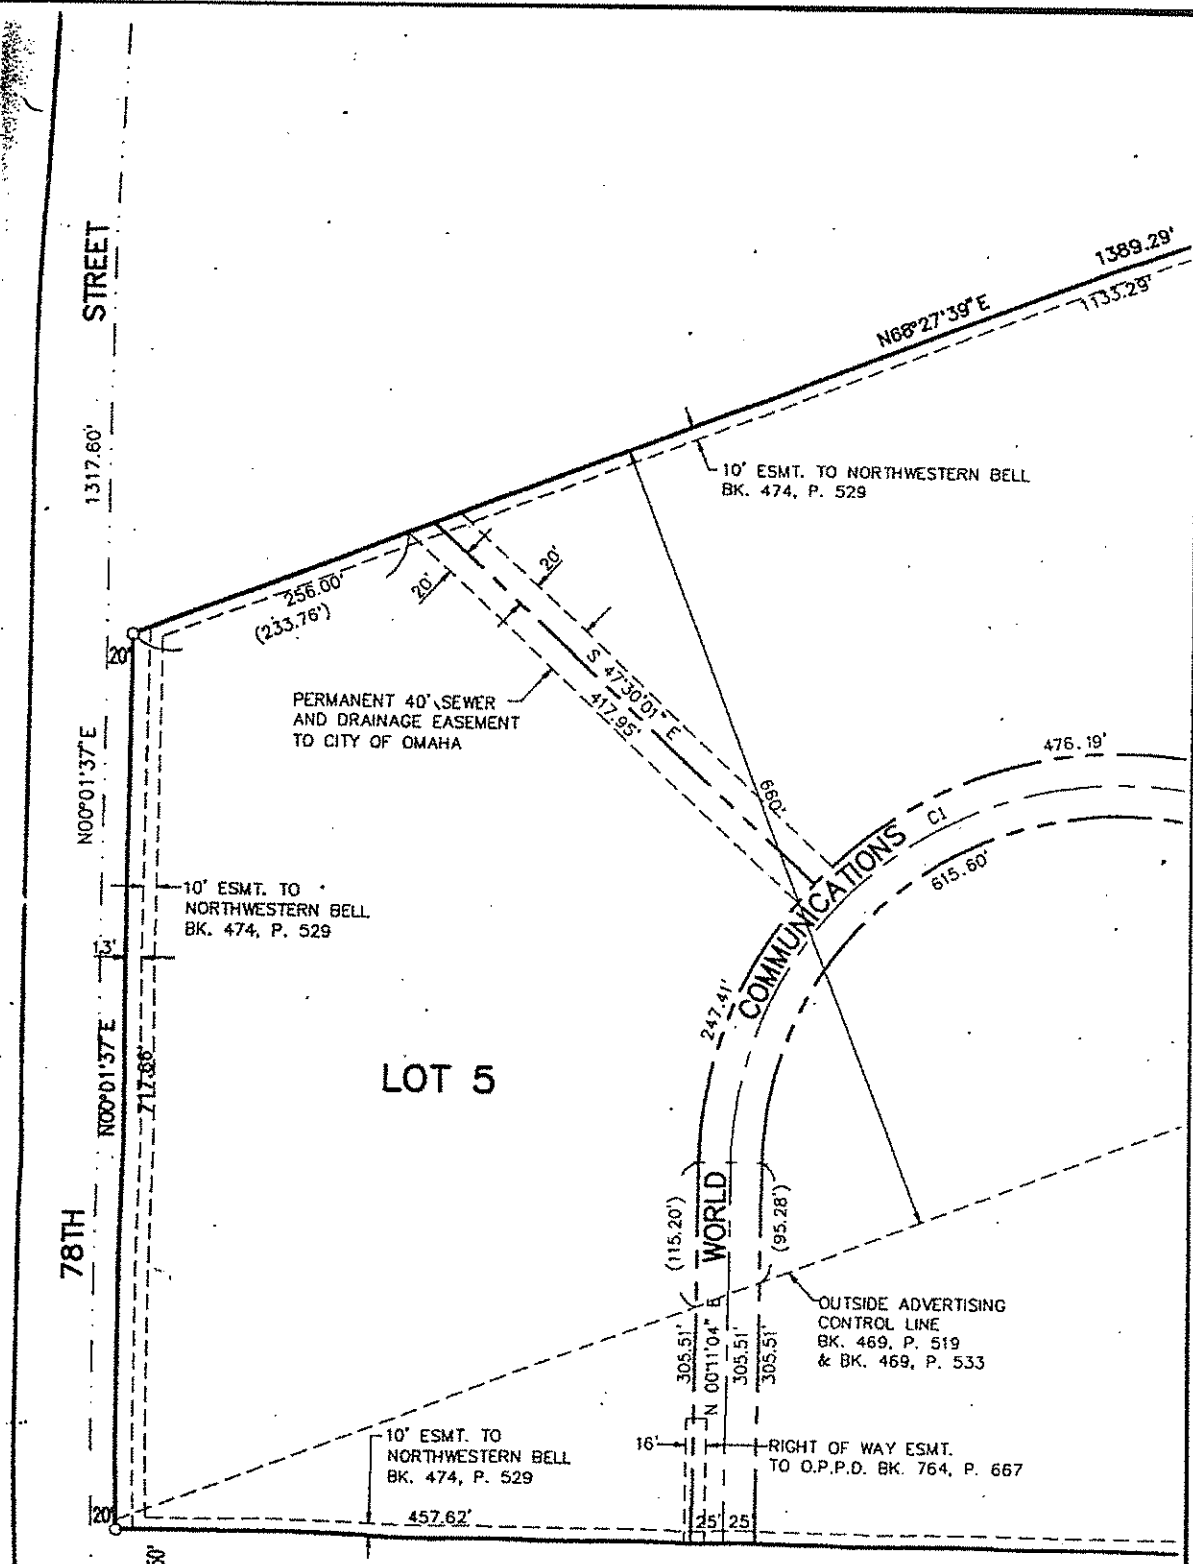 STREET
1389.29'
1133.29'
N68°27'39"E
1317.60'
10' ESMT. TO NORTHWESTERN BELL
BK. 474, P. 529
20'
20'
256.00'
(233.76')
20'
S 47°30'01" E
417.95'
PERMANENT 40' SEWER
AND DRAINAGE EASEMENT
TO CITY OF OMAHA
N00°01'37"E
476.19'
660'
COMMUNICATIONS
C1
615.60'
10' ESMT. TO
NORTHWESTERN BELL
BK. 474, P. 529
13'
247.41'
N00°01'37"E
717.86'
LOT 5
78TH
(115.20')
WORLD
(95.28')
OUTSIDE ADVERTISING
CONTROL LINE
BK. 469, P. 519
& BK. 469, P. 533
305.51'
N 00°11'04" E
305.51'
305.51'
10' ESMT. TO
NORTHWESTERN BELL
BK. 474, P. 529
16'
RIGHT OF WAY ESMT.
TO O.P.P.D. BK. 764, P. 667
20'
457.62'
25'
25'